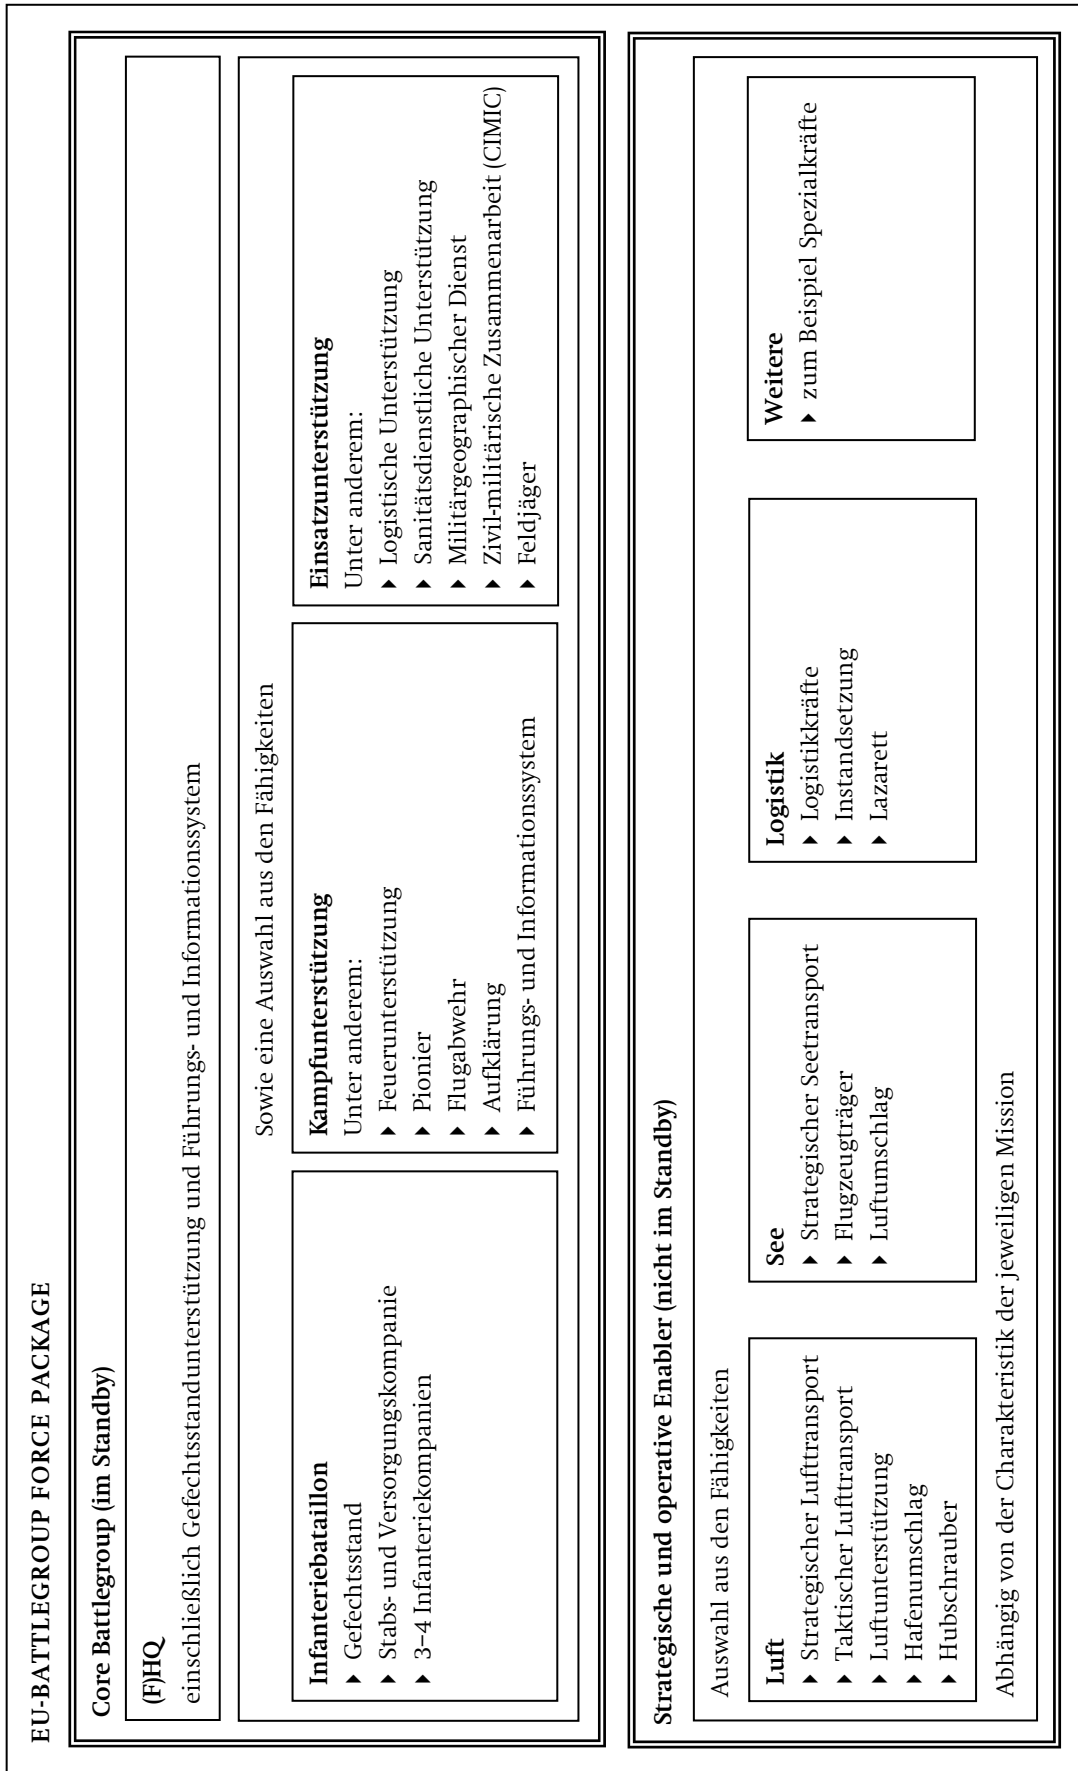 EU-BATTLEGROUP FORCE PACKAGE
Core Battlegroup (im Standby)
(F)HQ
einschließlich Gefechtsstandunterstützung und Führungs- und Informationssystem
Sowie eine Auswahl aus den Fähigkeiten
Infanteriebataillon
▸ Gefechtsstand
▸ Stabs- und Versorgungskompanie
▸ 3–4 Infanteriekompanien
Kampfunterstützung
Unter anderem:
▸ Feuerunterstützung
▸ Pionier
▸ Flugabwehr
▸ Aufklärung
▸ Führungs- und Informationssystem
Einsatzunterstützung
Unter anderem:
▸ Logistische Unterstützung
▸ Sanitätsdienstliche Unterstützung
▸ Militärgeographischer Dienst
▸ Zivil-militärische Zusammenarbeit (CIMIC)
▸ Feldjäger
Strategische und operative Enabler (nicht im Standby)
Auswahl aus den Fähigkeiten
Luft
▸ Strategischer Lufttransport
▸ Taktischer Lufttransport
▸ Luftunterstützung
▸ Hafenumschlag
▸ Hubschrauber
See
▸ Strategischer Seetransport
▸ Flugzeugträger
▸ Luftumschlag
Logistik
▸ Logistikkräfte
▸ Instandsetzung
▸ Lazarett
Weitere
▸ zum Beispiel Spezialkräfte
Abhängig von der Charakteristik der jeweiligen Mission